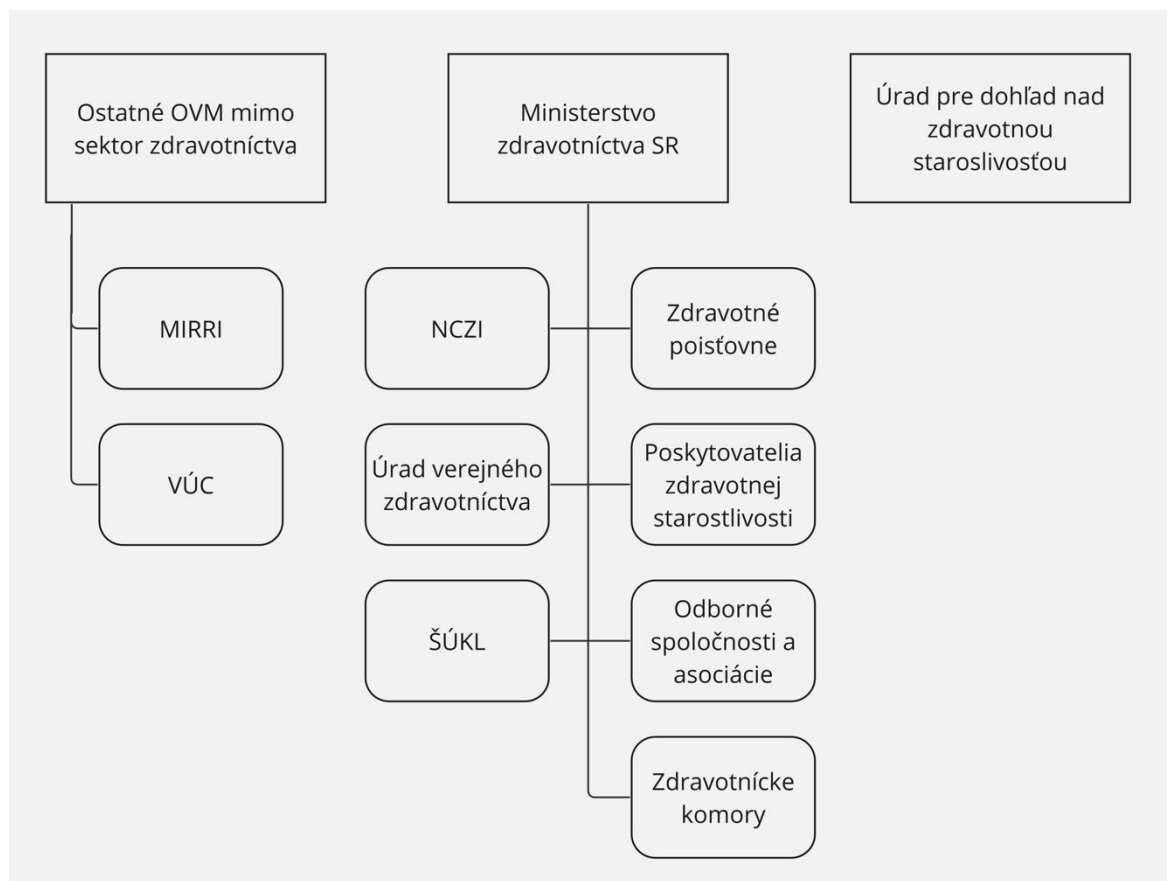 Ostatné OVM mimo
sektor zdravotníctva
Ministerstvo
zdravotníctva SR
Úrad pre dohľad nad
zdravotnou
staroslivosťou
MIRRI
VÚC
NCZI
Zdravotné
poisťovne
Úrad verejného
zdravotníctva
Poskytovatelia
zdravotnej
starostlivosti
ŠÚKL
Odborné
spoločnosti a
asociácie
Zdravotnícke
komory